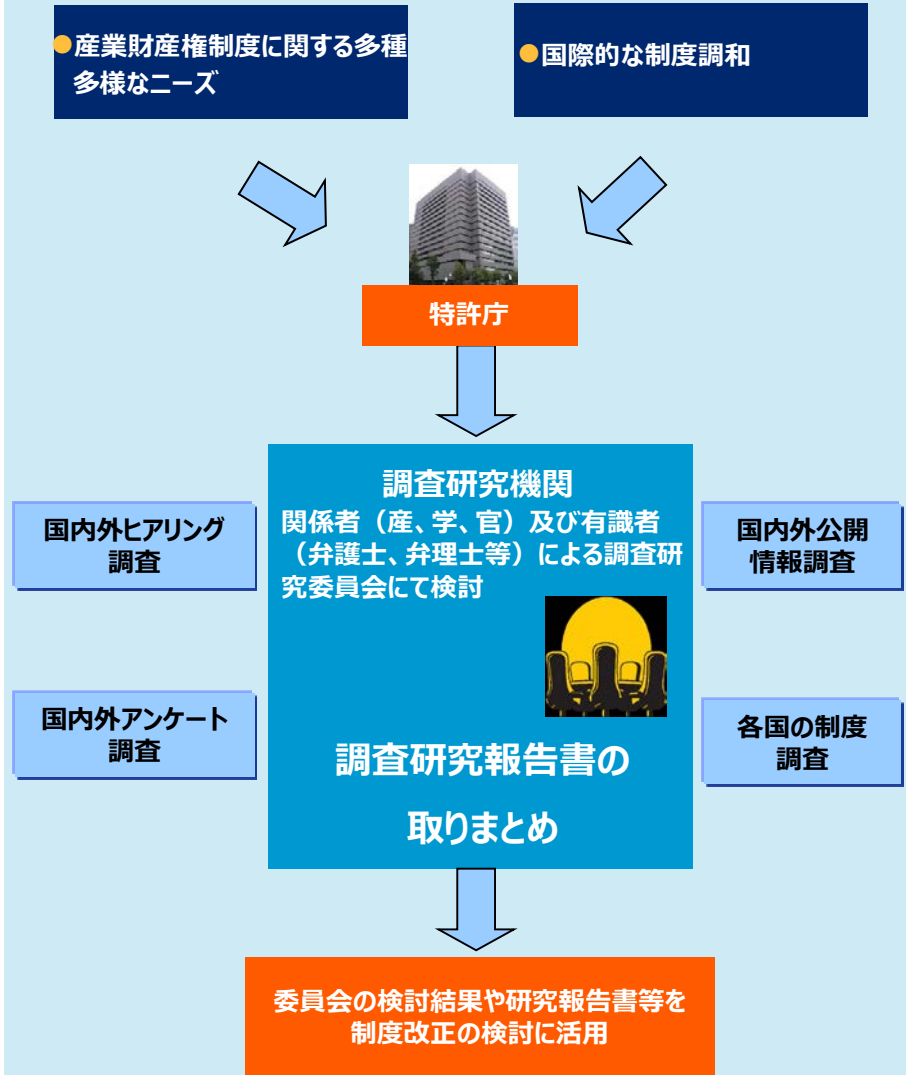 ●産業財産権制度に関する多種
多様なニーズ
●国際的な制度調和
特許庁
調査研究機関
関係者（産、学、官）及び有識者
（弁護士、弁理士等）による調査研
究委員会にて検討
国内外ヒアリング
調査
国内外公開
情報調査
国内外アンケート
調査
各国の制度
調査
調査研究報告書の
取りまとめ
委員会の検討結果や研究報告書等を
制度改正の検討に活用